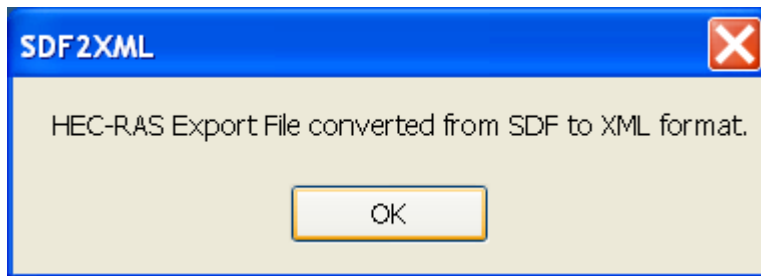 SDF2XML
HEC-RAS Export File converted from SDF to XML format.
OK